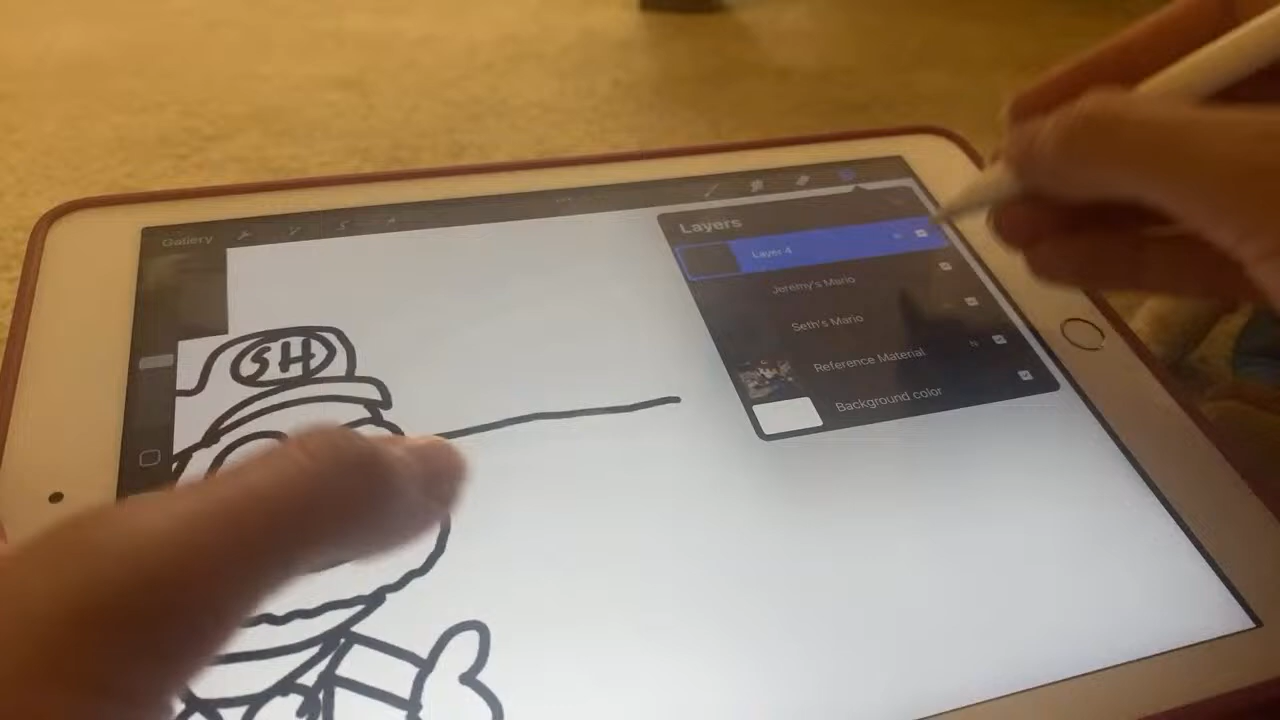 Gallery
Layers
Layer 4
N
Jeremy's Mario
Seth's Mario
Reference Material
N
Background color
SH